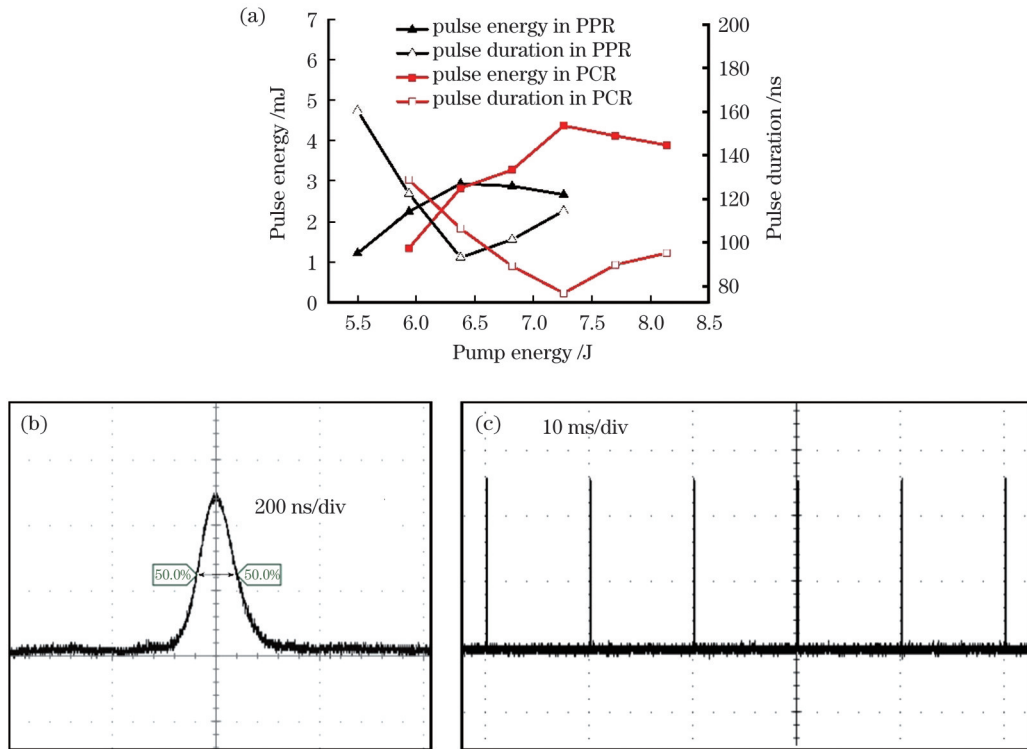 (a)
pulse energy in PPR
pulse duration in PPR
pulse energy in PCR
pulse duration in PCR
7
6
5
4
3
2
1
0
Pulse energy /mJ
200
180
160
140
120
100
80
Pulse duration /ns
5.5 6.0 6.5 7.0 7.5 8.0 8.5
Pump energy /J
(b)
200 ns/div
50.0% 50.0%
(c)
10 ms/div